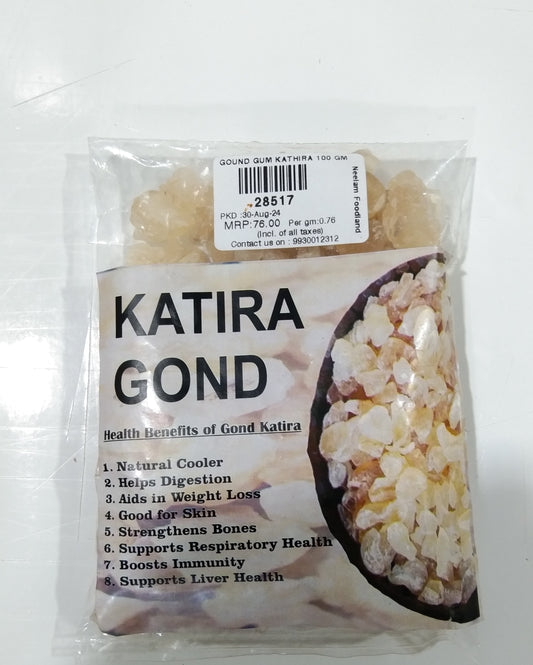 GOUND GUM KATHIRA 100 GM
28517
PKD :30-Aug-24
MRP:76.00 Per gm:0.76
(Incl. of all taxes)
Contact us on : 9930012312
Neelam Foodland
KATIRA
GOND
Health Benefits of Gond Katira
1. Natural Cooler
2. Helps Digestion
3. Aids in Weight Loss
4. Good for Skin
5. Strengthens Bones
6. Supports Respiratory Health
7. Boosts Immunity
8. Supports Liver Health